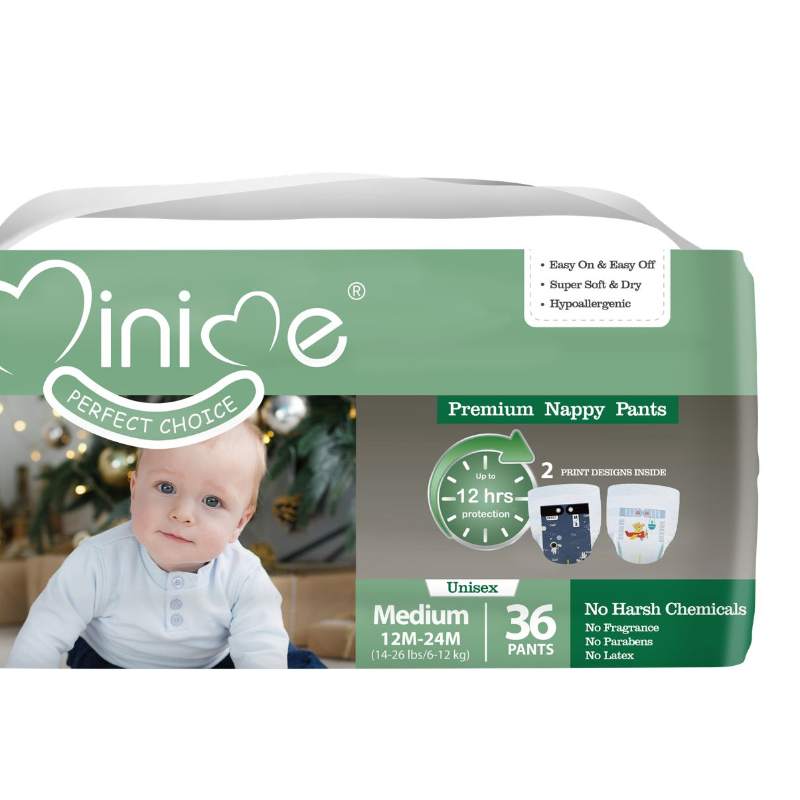 MiniMe®
PERFECT CHOICE
• Easy On & Easy Off
• Super Soft & Dry
• Hypoallergenic
Premium Nappy Pants
Up to
12 hrs
protection
2 PRINT DESIGNS INSIDE
Unisex
Medium
12M-24M
(14-26 lbs/6-12 kg)
36
PANTS
No Harsh Chemicals
No Fragrance
No Parabens
No Latex